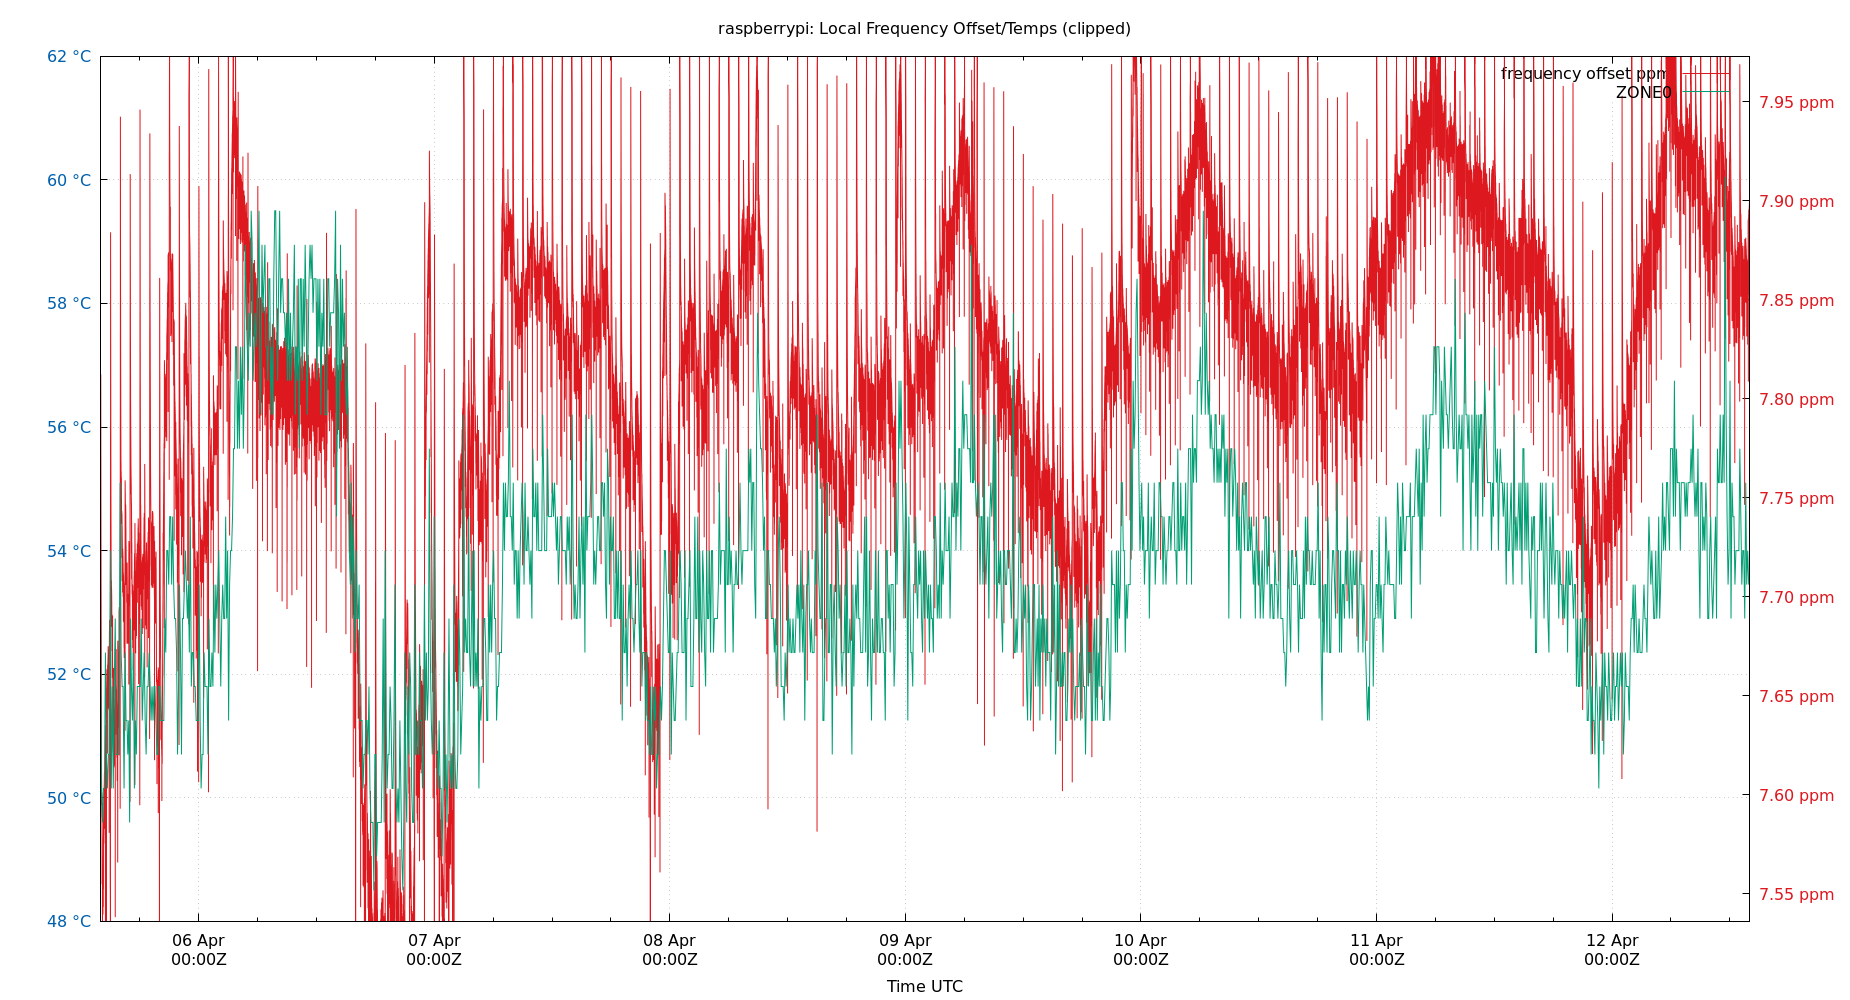 raspberrypi: Local Frequency Offset/Temps (clipped)
62 °C
60 °C
58 °C
56 °C
54 °C
52 °C
50 °C
48 °C
frequency offset ppm
ZONE0
7.95 ppm
7.90 ppm
7.85 ppm
7.80 ppm
7.75 ppm
7.70 ppm
7.65 ppm
7.60 ppm
7.55 ppm
06 Apr
00:00Z
07 Apr
00:00Z
08 Apr
00:00Z
09 Apr
00:00Z
10 Apr
00:00Z
11 Apr
00:00Z
12 Apr
00:00Z
Time UTC